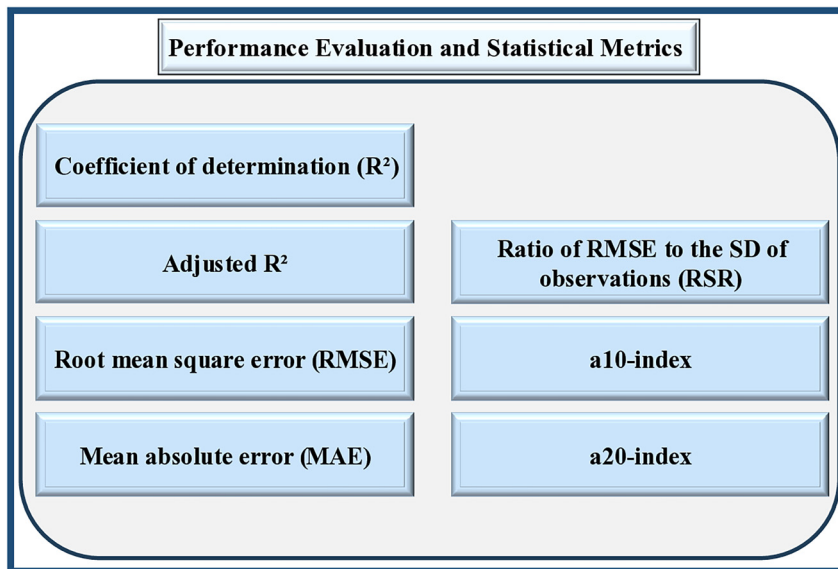 Performance Evaluation and Statistical Metrics
Coefficient of determination (R²)
Adjusted R²
Root mean square error (RMSE)
Mean absolute error (MAE)
Ratio of RMSE to the SD of
observations (RSR)
a10-index
a20-index